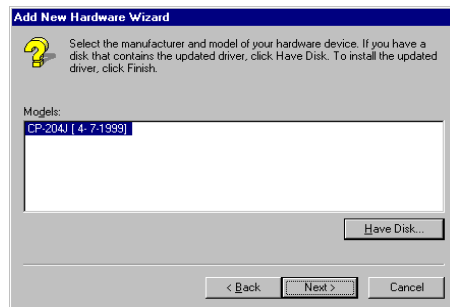 Add New Hardware Wizard
Select the manufacturer and model of your hardware device. If you have a
disk that contains the updated driver, click Have Disk. To install the updated
driver, click Finish.
Models:
CP-204J [ 4- 7-1999]
Have Disk...
< Back
Next >
Cancel